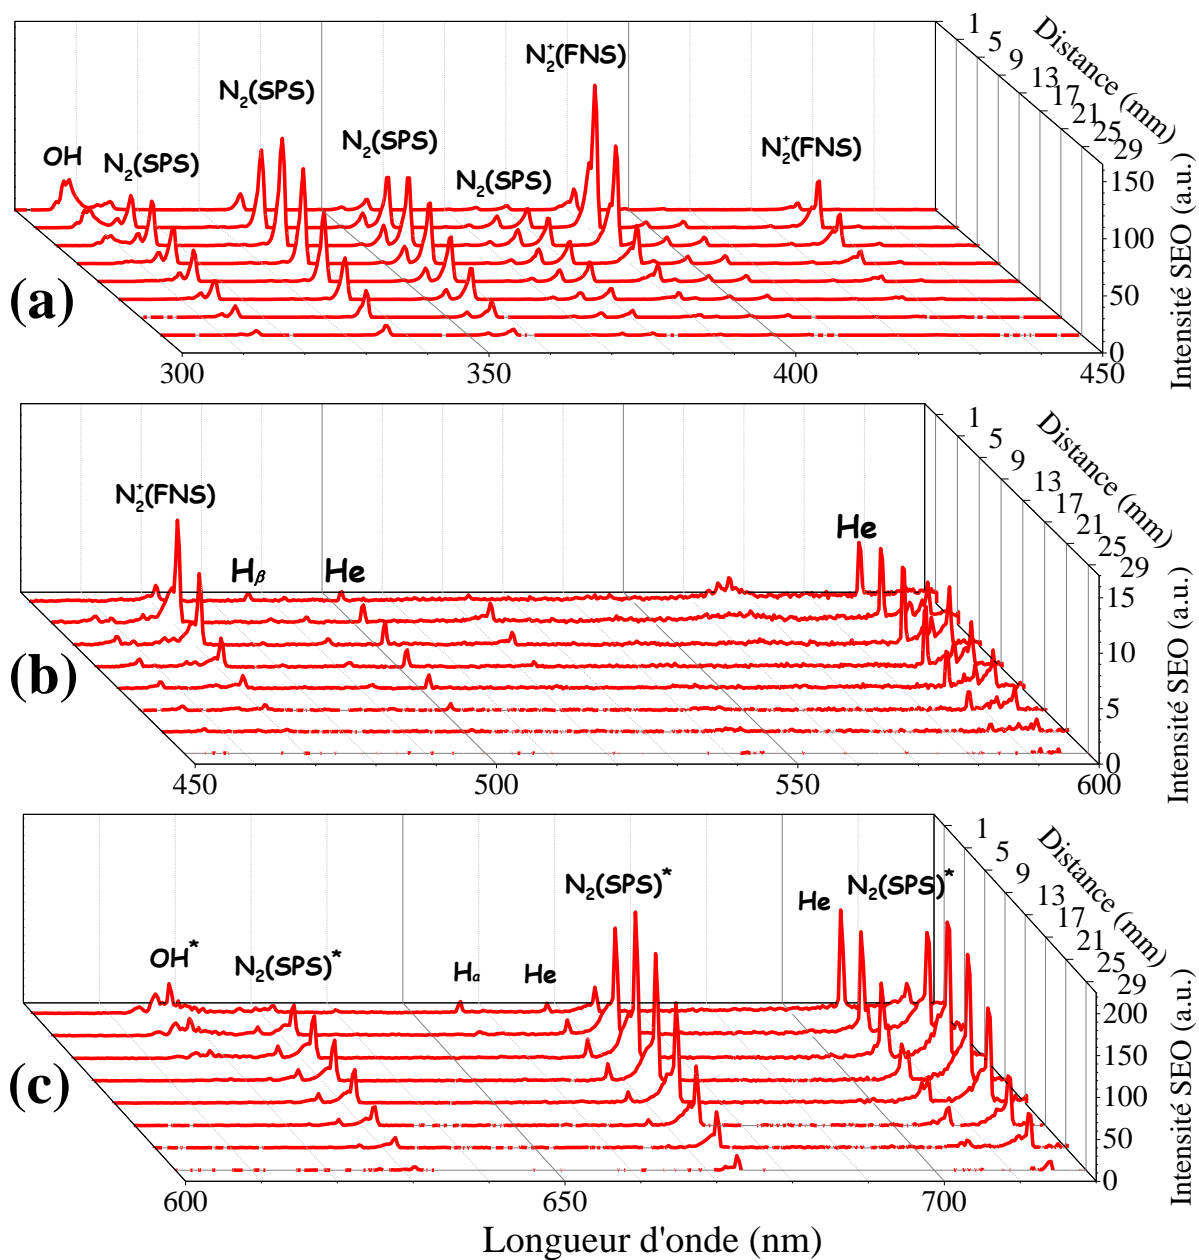 N₂⁺(FNS)
N₂(SPS)
N₂(SPS)
N₂⁺(FNS)
OH
N₂(SPS)
N₂(SPS)
1
5
9
13
17
21
25
29
Distance (mm)
150
100
50
0
Intensité SEO (a.u.)
(a)
300
350
400
450
N₂⁺(FNS)
Hβ
He
He
1
5
9
13
17
21
25
29
Distance (mm)
15
10
5
0
Intensité SEO (a.u.)
(b)
450
500
550
600
OH*
N₂(SPS)*
Hα
He
N₂(SPS)*
He
N₂(SPS)*
1
5
9
13
17
21
25
29
Distance (mm)
200
150
100
50
0
Intensité SEO (a.u.)
(c)
600
650
700
Longueur d'onde (nm)